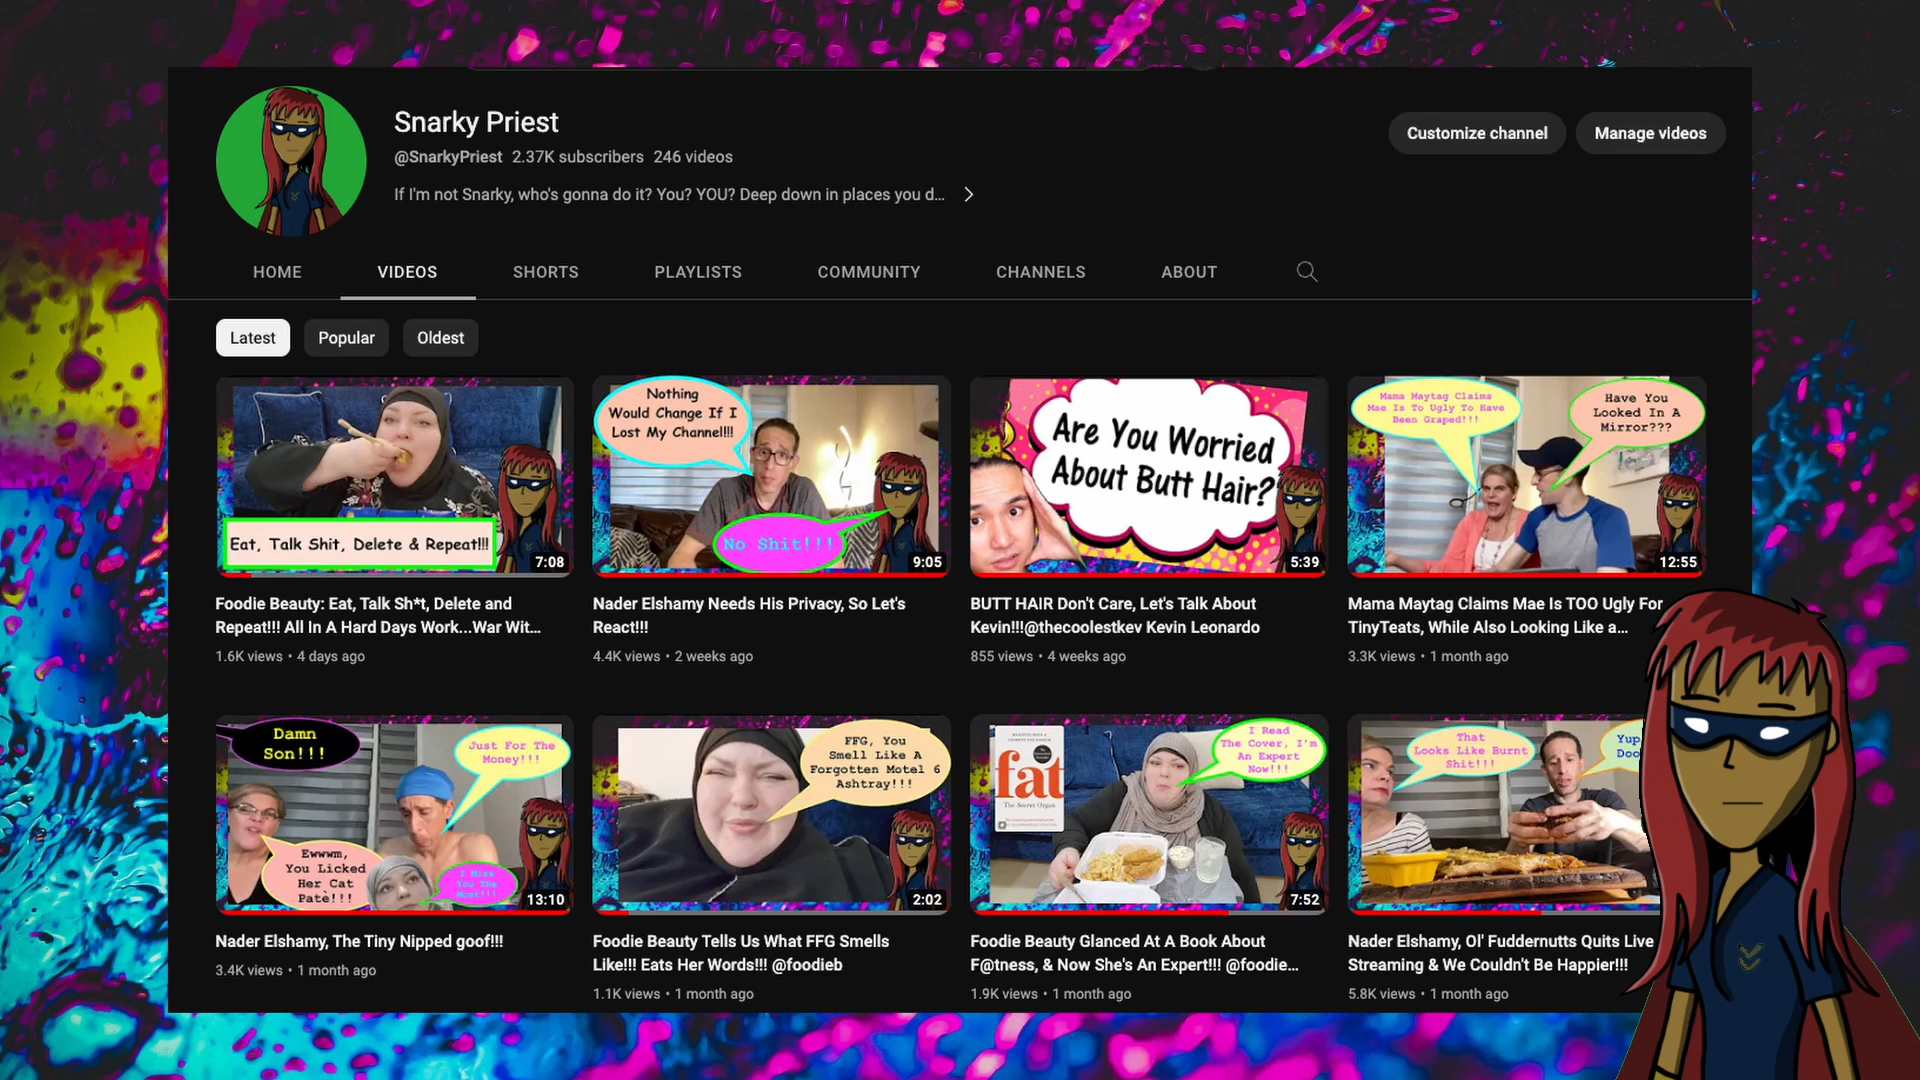 Snarky Priest
@SnarkyPriest 2.37K subscribers 246 videos
If I'm not Snarky, who's gonna do it? You? YOU? Deep down in places you d...
Customize channel
Manage videos
HOME
VIDEOS
SHORTS
PLAYLISTS
COMMUNITY
CHANNELS
ABOUT
Latest
Popular
Oldest
Eat, Talk Shit, Delete & Repeat!!!
7:08
Foodie Beauty: Eat, Talk Sh*t, Delete and
Repeat!!! All In A Hard Days Work...War Wit...
1.6K views • 4 days ago
Nothing
Would Change If I
Lost My Channel!!!
No Shit!!!
9:05
Nader Elshamy Needs His Privacy, So Let's
React!!!
4.4K views • 2 weeks ago
Are You Worried
About Butt Hair?
5:39
BUTT HAIR Don't Care, Let's Talk About
Kevin!!!@thecoolestkev Kevin Leonardo
855 views • 4 weeks ago
Mama Maytag Claims
Mae Is To Ugly To Have
Been Graped!!!
Have You
Looked In A
Mirror???
12:55
Mama Maytag Claims Mae Is TOO Ugly For
TinyTeats, While Also Looking Like a...
3.3K views • 1 month ago
Damn
Son!!!
Just For The
Money!!!
Ewwwm,
You Licked
Her Cat
Patè!!!
I Miss
You The
Most!!!
13:10
Nader Elshamy, The Tiny Nipped goof!!!
3.4K views • 1 month ago
FFG, You
Smell Like A
Forgotten Motel 6
Ashtray!!!
2:02
Foodie Beauty Tells Us What FFG Smells
Like!!! Eats Her Words!!! @foodieb
1.1K views • 1 month ago
fat
The Secret Organ
I Read
The Cover, I'm
An Expert
Now!!!
7:52
Foodie Beauty Glanced At A Book About
F@tness, & Now She's An Expert!!! @foodie...
1.9K views • 1 month ago
That
Looks Like Burnt
Shit!!!
Yup
Doo
Nader Elshamy, Ol' Fuddernutts Quits Live
Streaming & We Couldn't Be Happier!!!
5.8K views • 1 month ago